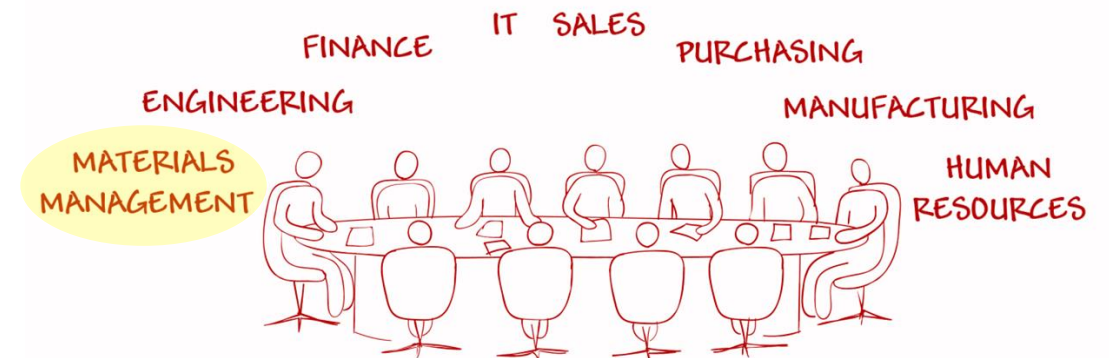 IT SALES
FINANCE
PURCHASING
ENGINEERING
MANUFACTURING
MATERIALS
MANAGEMENT
HUMAN
RESOURCES